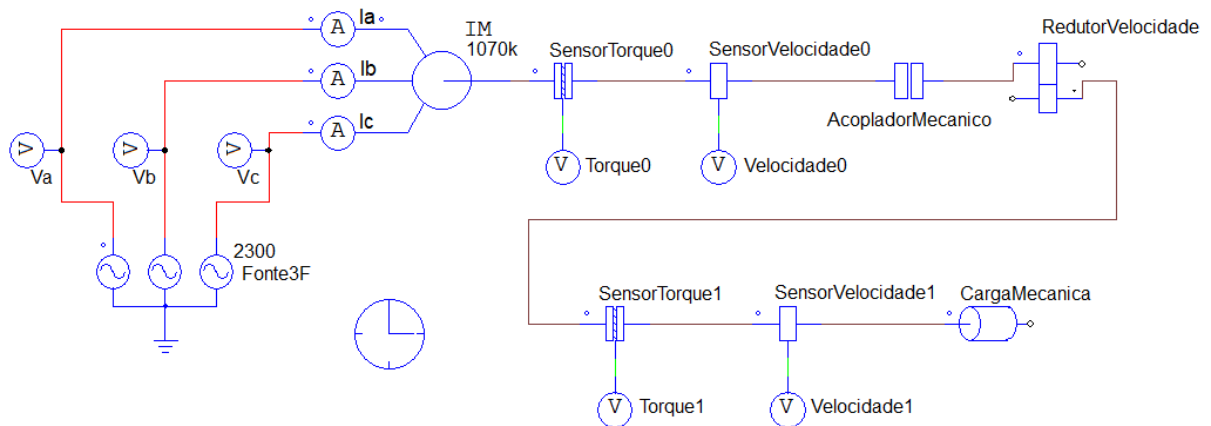 Ia
A
IM
1070k
SensorTorque0
SensorVelocidade0
RedutorVelocidade
Ib
A
AcopladorMecanico
Ic
A
V
Va
V
Vb
V
Vc
V
Torque0
V
Velocidade0
2300
Fonte3F
SensorTorque1
SensorVelocidade1
CargaMecanica
V
Torque1
V
Velocidade1